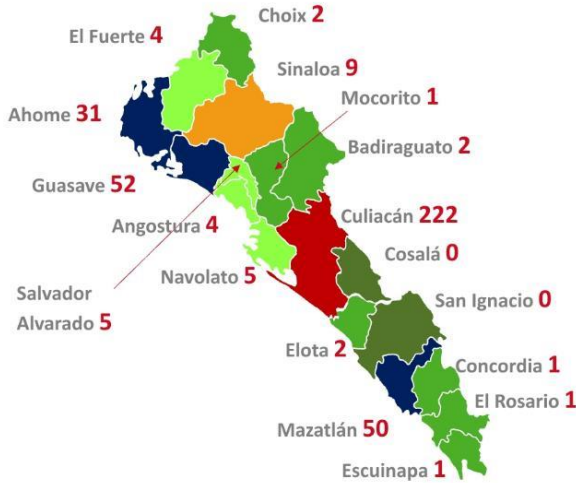 Choix 2
El Fuerte 4
Sinaloa 9
Mocorito 1
Ahome 31
Badiraguato 2
Guasave 52
Culiacán 222
Angostura 4
Cosalá 0
Navolato 5
Salvador
Alvarado 5
San Ignacio 0
Elota 2
Concordia 1
El Rosario 1
Mazatlán 50
Escuinapa 1